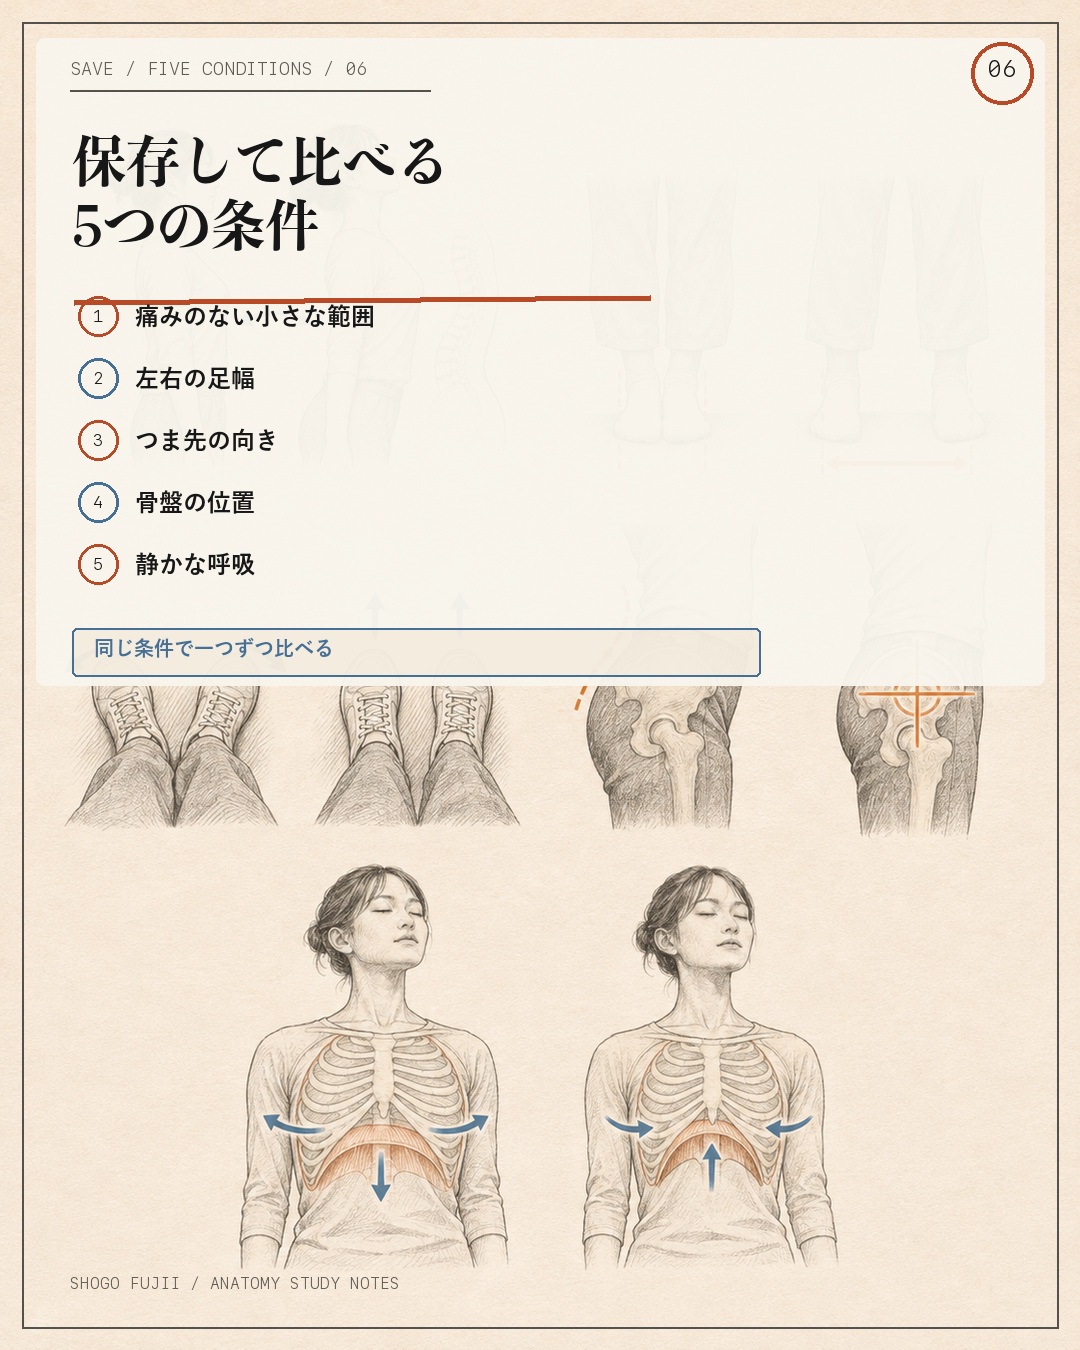 SAVE / FIVE CONDITIONS / 06
06
保存して比べる
5つの条件
1 痛みのない小さな範囲
2 左右の足幅
3 つま先の向き
4 骨盤の位置
5 静かな呼吸
同じ条件で一つずつ比べる
SHOGO FUJII / ANATOMY STUDY NOTES